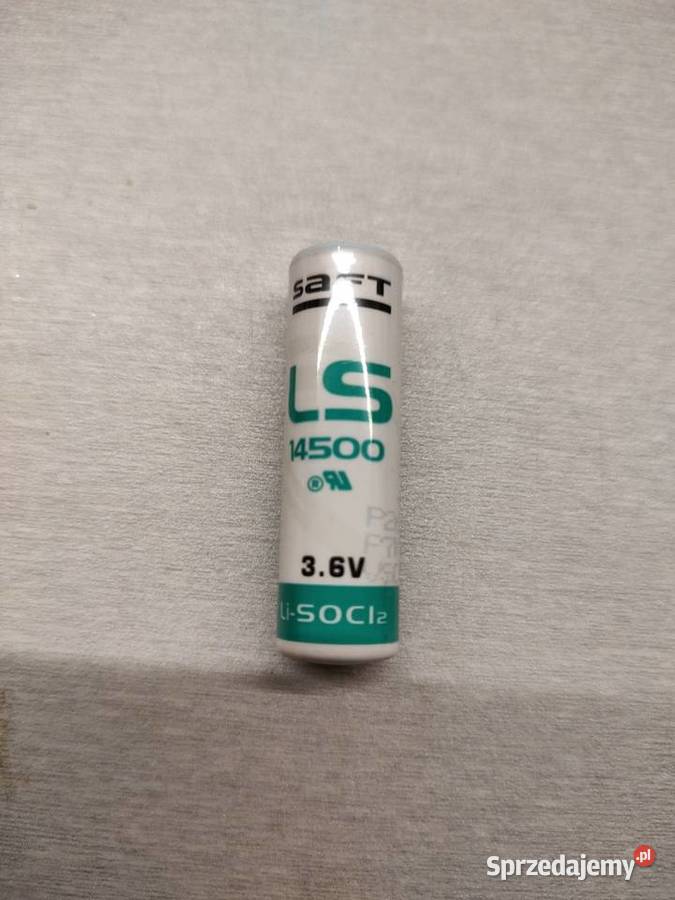 saFT
LS
14500
3.6V
Li-SOCl₂
Sprzedajemy.pl